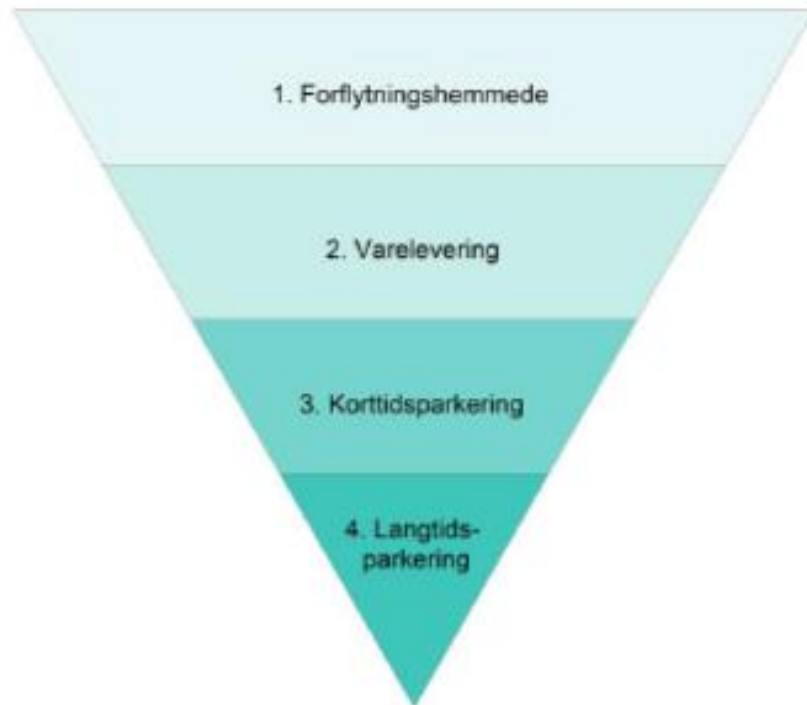 1. Forflytningshemmede
2. Varelevering
3. Korttidsparkering
4. Langtids-
parkering